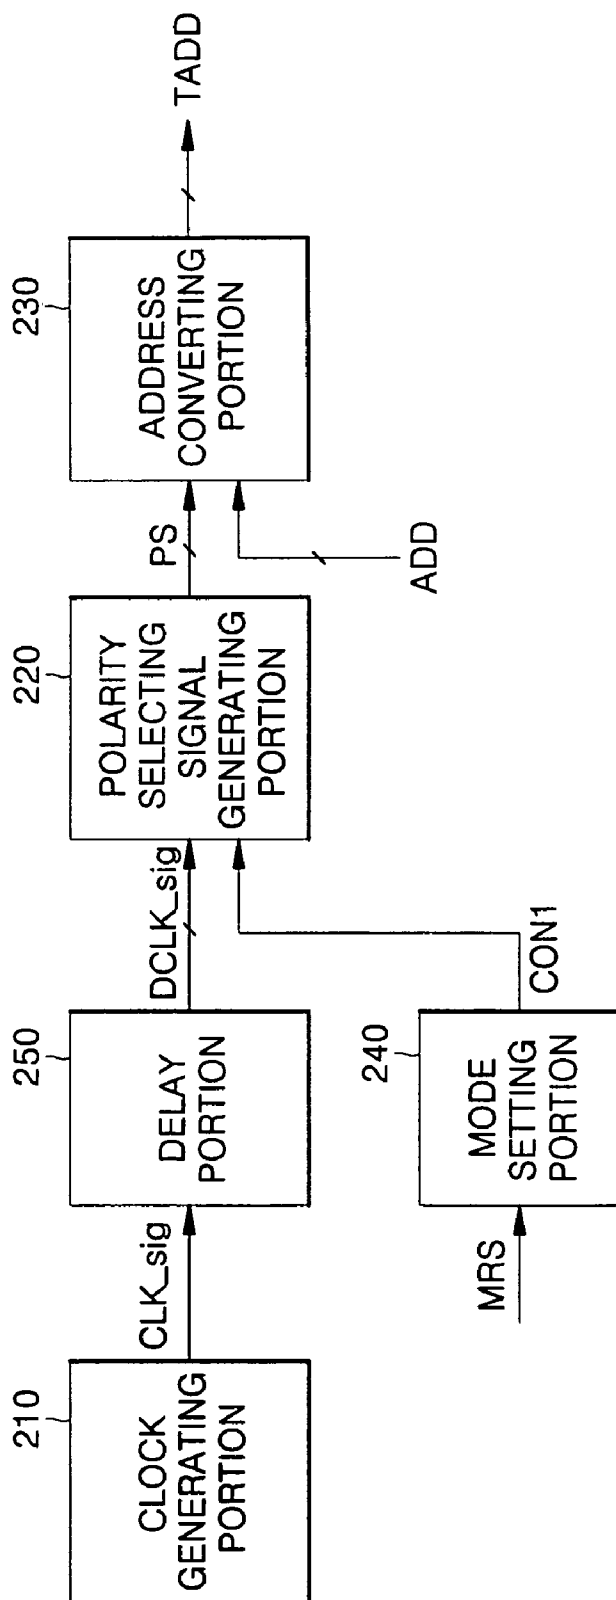 210
CLOCK
GENERATING
PORTION
CLK_sig
250
DELAY
PORTION
DCLK_sig
MRS
240
MODE
SETTING
PORTION
CON1
220
POLARITY
SELECTING
SIGNAL
GENERATING
PORTION
PS
ADD
230
ADDRESS
CONVERTING
PORTION
TADD